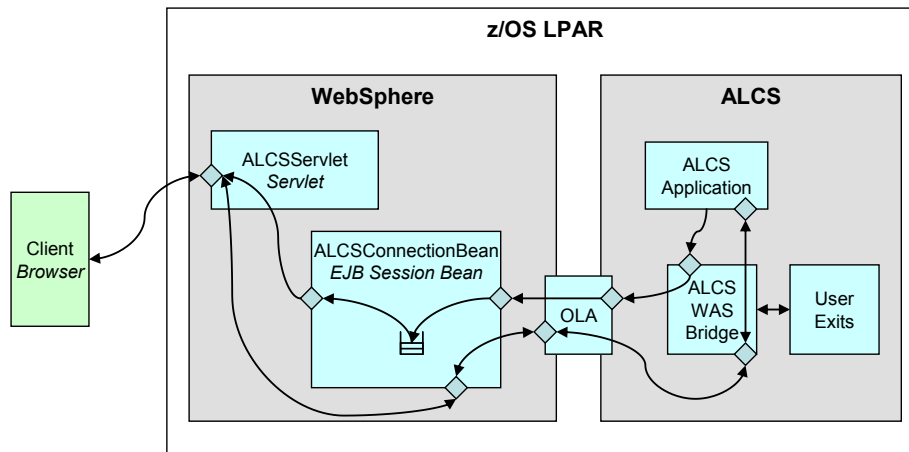 z/OS LPAR
WebSphere
ALCS
ALCSServlet
Servlet
ALCS
Application
Client
Browser
ALCSConnectionBean
EJB Session Bean
OLA
ALCS
WAS
Bridge
User
Exits